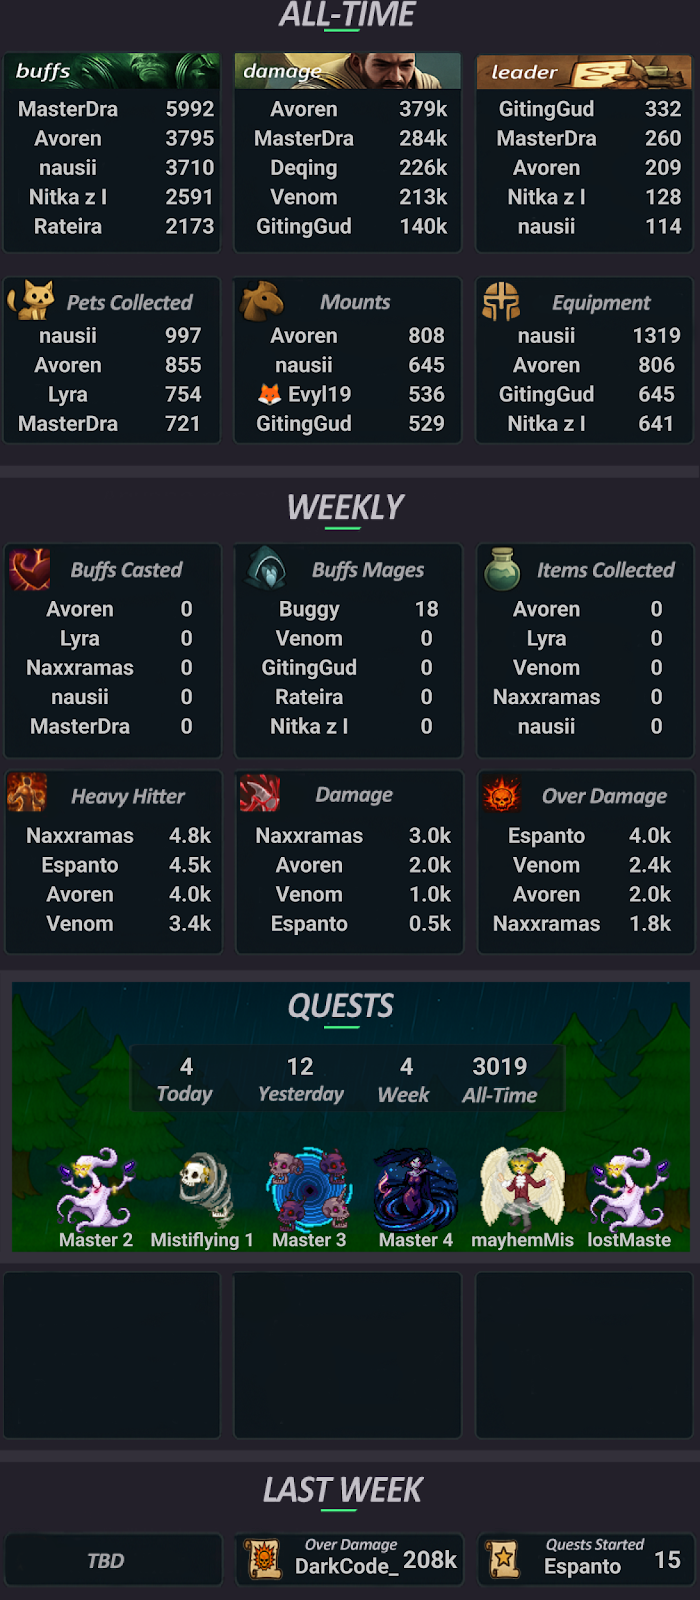 ALL-TIME
buffs
MasterDra 5992
Avoren 3795
nausii 3710
Nitka z l 2591
Rateira 2173
damage
Avoren 379k
MasterDra 284k
Deqing 226k
Venom 213k
GitingGud 140k
leader
GitingGud 332
MasterDra 260
Avoren 209
Nitka z l 128
nausii 114
Pets Collected
nausii 997
Avoren 855
Lyra 754
MasterDra 721
Mounts
Avoren 808
nausii 645
🦊 Evyl19 536
GitingGud 529
Equipment
nausii 1319
Avoren 806
GitingGud 645
Nitka z l 641
WEEKLY
Buffs Casted
Avoren 0
Lyra 0
Naxxramas 0
nausii 0
MasterDra 0
Buffs Mages
Buggy 18
Venom 0
GitingGud 0
Rateira 0
Nitka z l 0
Items Collected
Avoren 0
Lyra 0
Venom 0
Naxxramas 0
nausii 0
Heavy Hitter
Naxxramas 4.8k
Espanto 4.5k
Avoren 4.0k
Venom 3.4k
Damage
Naxxramas 3.0k
Avoren 2.0k
Venom 1.0k
Espanto 0.5k
Over Damage
Espanto 4.0k
Venom 2.4k
Avoren 2.0k
Naxxramas 1.8k
QUESTS
4 12 4 3019
Today Yesterday Week All-Time
Master 2 Mistiflying 1 Master 3 Master 4 mayhemMis lostMaste
LAST WEEK
TBD
Over Damage
DarkCode_ 208k
Quests Started
Espanto 15